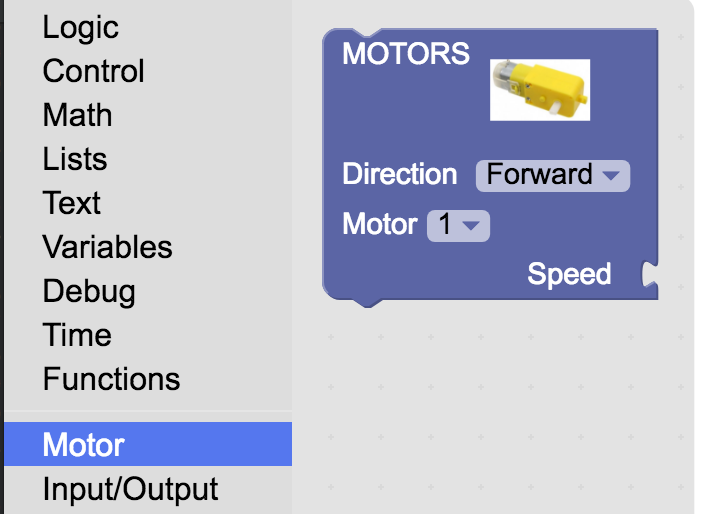 Logic
Control
Math
Lists
Text
Variables
Debug
Time
Functions
Motor
Input/Output
MOTORS
Direction Forward
Motor 1
Speed